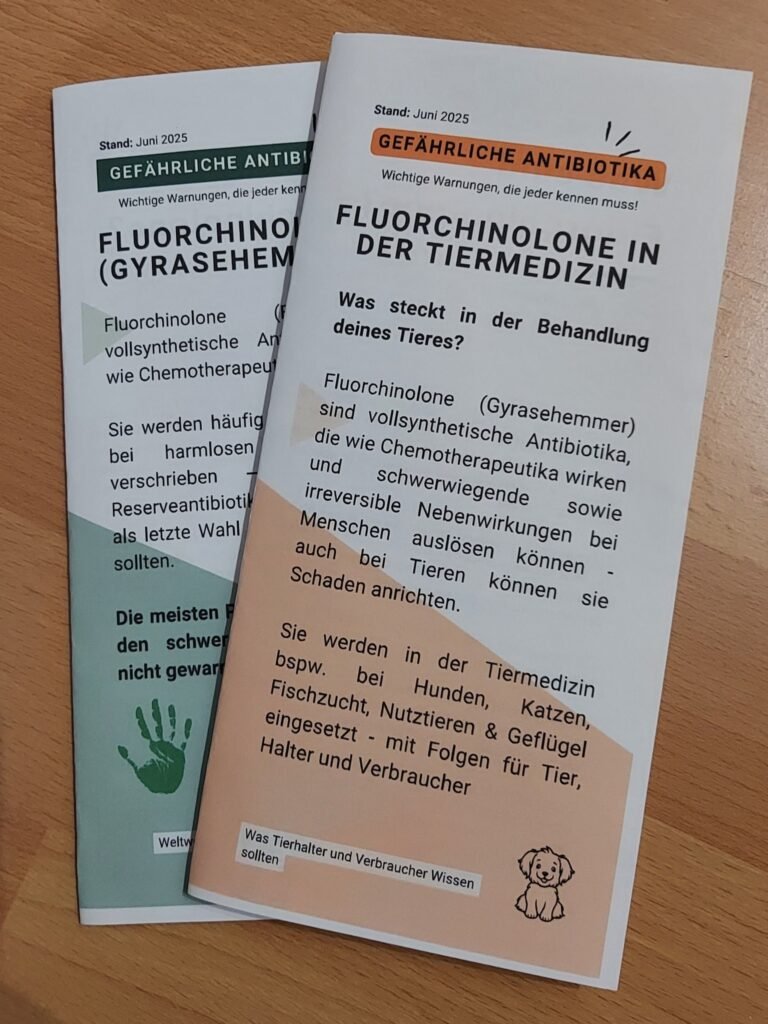 Stand: Juni 2025
GEFÄHRLICHE ANTIBI
Wichtige Warnungen, die jeder kenn
FLUORCHINOL
(GYRASEHEM
Fluorchinolone (F
vollsynthetische An
wie Chemotherapeut
Sie werden häufig
bei harmlosen
verschrieben –
Reserveantibiotik
als letzte Wahl
sollten.
Die meisten P
den schwer
nicht gewarn
Weltw
Stand: Juni 2025
GEFÄHRLICHE ANTIBIOTIKA
Wichtige Warnungen, die jeder kennen muss!
FLUORCHINOLONE IN
DER TIERMEDIZIN
Was steckt in der Behandlung
deines Tieres?
Fluorchinolone (Gyrasehemmer)
sind vollsynthetische Antibiotika,
die wie Chemotherapeutika wirken
und schwerwiegende sowie
irreversible Nebenwirkungen bei
Menschen auslösen können -
auch bei Tieren können sie
Schaden anrichten.
Sie werden in der Tiermedizin
bspw. bei Hunden, Katzen,
Fischzucht, Nutztieren & Geflügel
eingesetzt - mit Folgen für Tier,
Halter und Verbraucher
Was Tierhalter und Verbraucher Wissen
sollten